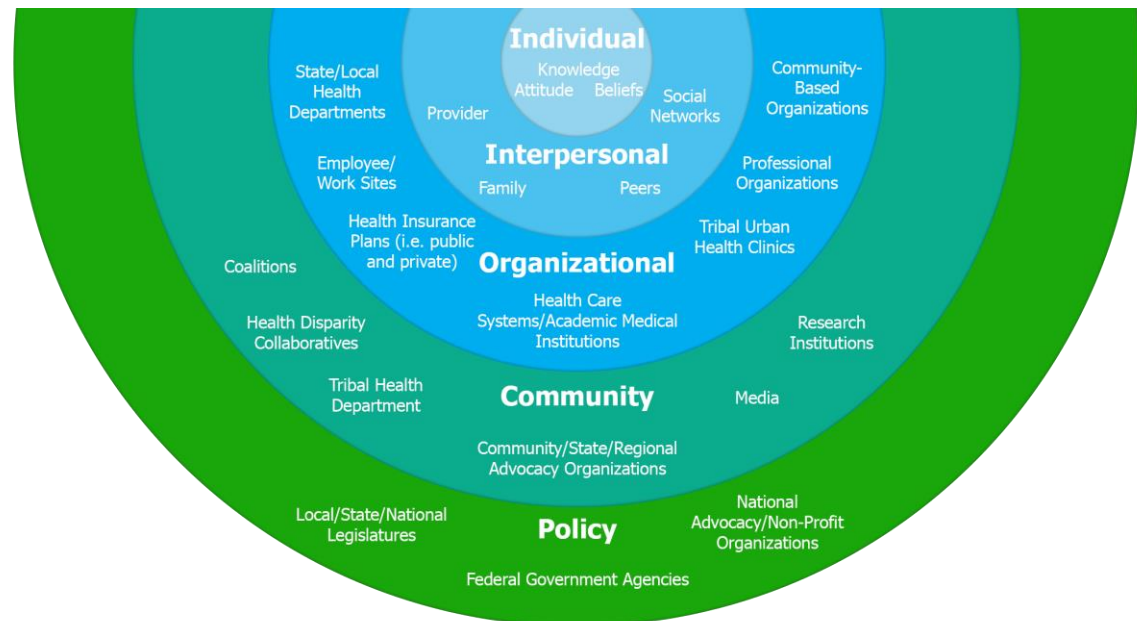 Individual
Knowledge
Attitude Beliefs
Provider
Social
Networks
Interpersonal
Family
Peers
State/Local
Health
Departments
Community-
Based
Organizations
Employee/
Work Sites
Professional
Organizations
Health Insurance
Plans (i.e. public
and private)
Tribal Urban
Health Clinics
Organizational
Health Care
Systems/Academic Medical
Institutions
Coalitions
Health Disparity
Collaboratives
Research
Institutions
Tribal Health
Department
Community
Media
Community/State/Regional
Advocacy Organizations
Local/State/National
Legislatures
Policy
National
Advocacy/Non-Profit
Organizations
Federal Government Agencies